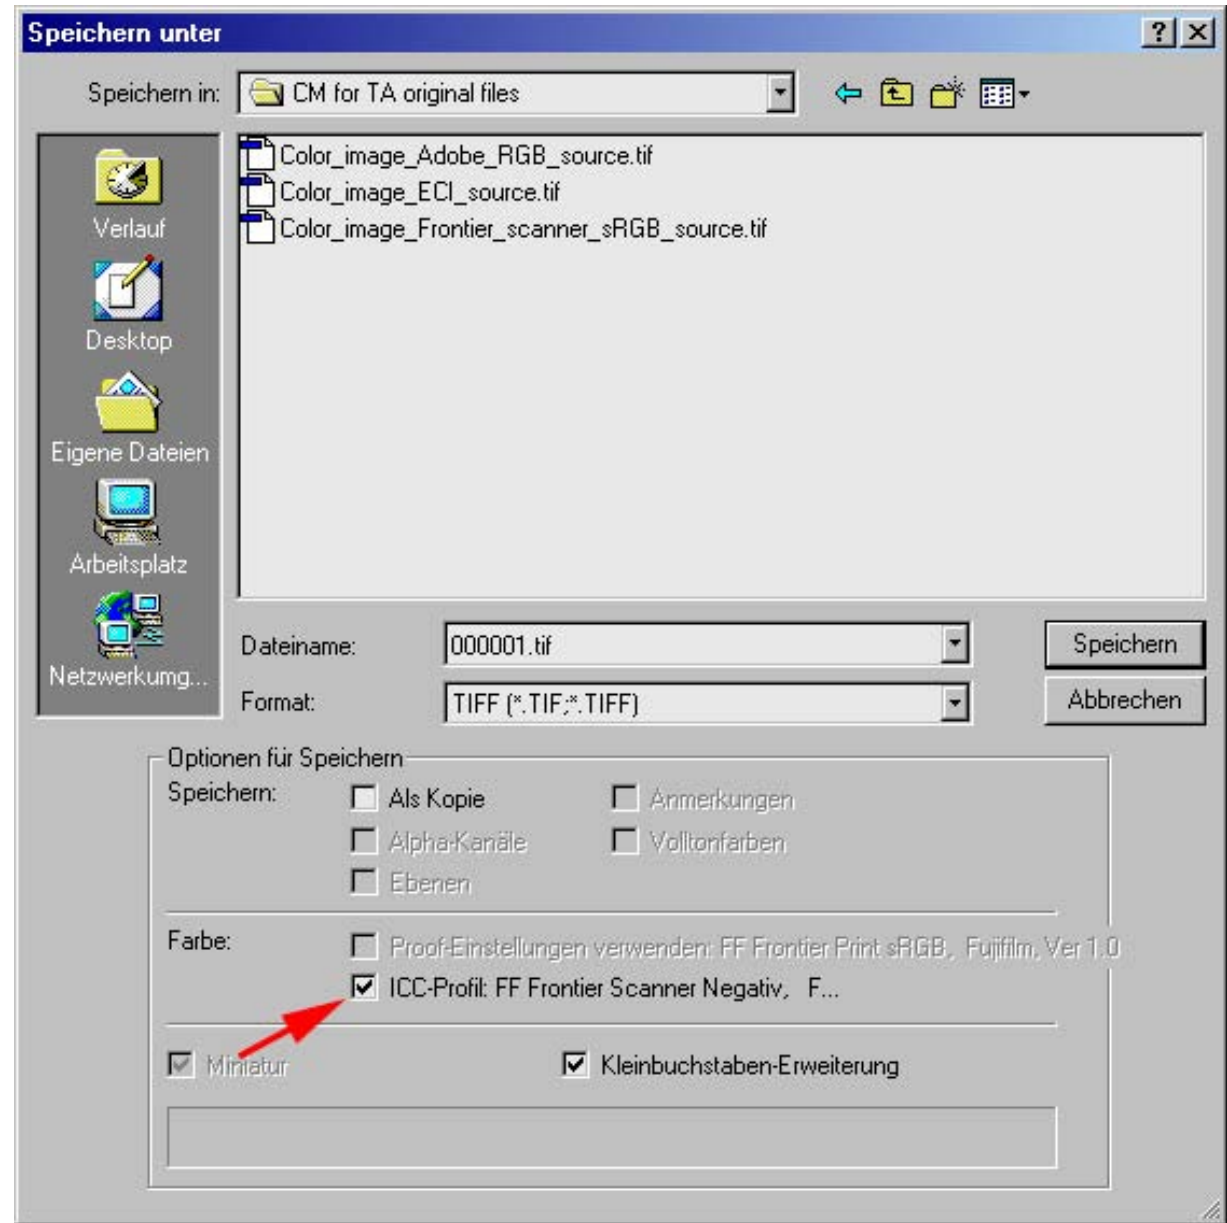 Speichern unter
Speichern in: CM for TA original files
Color_image_Adobe_RGB_source.tif
Color_image_ECI_source.tif
Color_image_Frontier_scanner_sRGB_source.tif
Verlauf
Desktop
Eigene Dateien
Arbeitsplatz
Netzwerkumg...
Dateiname: 000001.tif Speichern
Format: TIFF (*.TIF;*.TIFF) Abbrechen
Optionen für Speichern
Speichern: Als Kopie Anmerkungen
Alpha-Kanäle Volltonfarben
Ebenen
Farbe: Proof-Einstellungen verwenden: FF Frontier Print sRGB, Fujifilm, Ver 1.0
ICC-Profil: FF Frontier Scanner Negativ, F...
Miniatur Kleinbuchstaben-Erweiterung